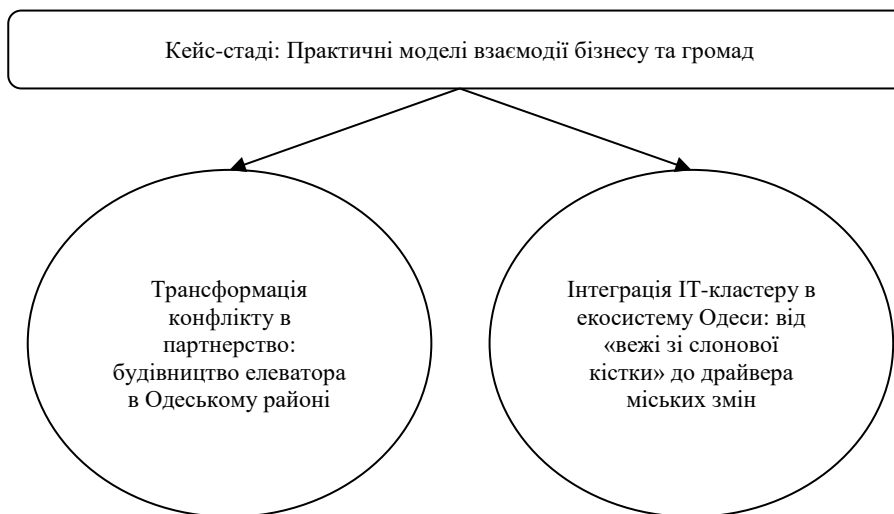 Кейс-стаді: Практичні моделі взаємодії бізнесу та громад
Трансформація
конфлікту в
партнерство:
будівництво елеватора
в Одеському районі
Інтеграція ІТ-кластеру в
екосистему Одеси: від
«вежі зі слонової
кістки» до драйвера
міських змін